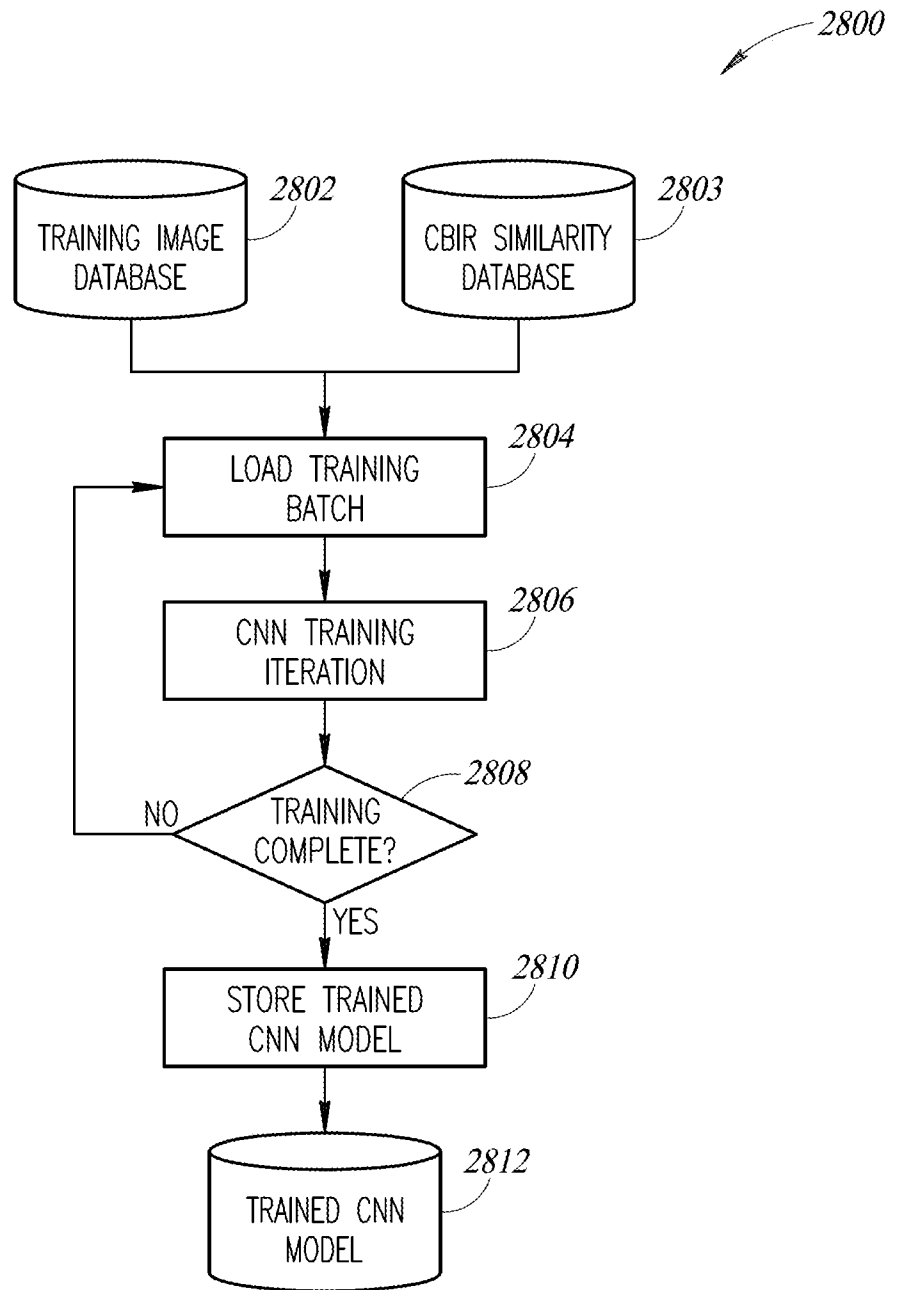 2800
2802
TRAINING IMAGE
DATABASE
2803
CBIR SIMILARITY
DATABASE
2804
LOAD TRAINING
BATCH
2806
CNN TRAINING
ITERATION
2808
TRAINING
COMPLETE?
NO
YES
2810
STORE TRAINED
CNN MODEL
2812
TRAINED CNN
MODEL